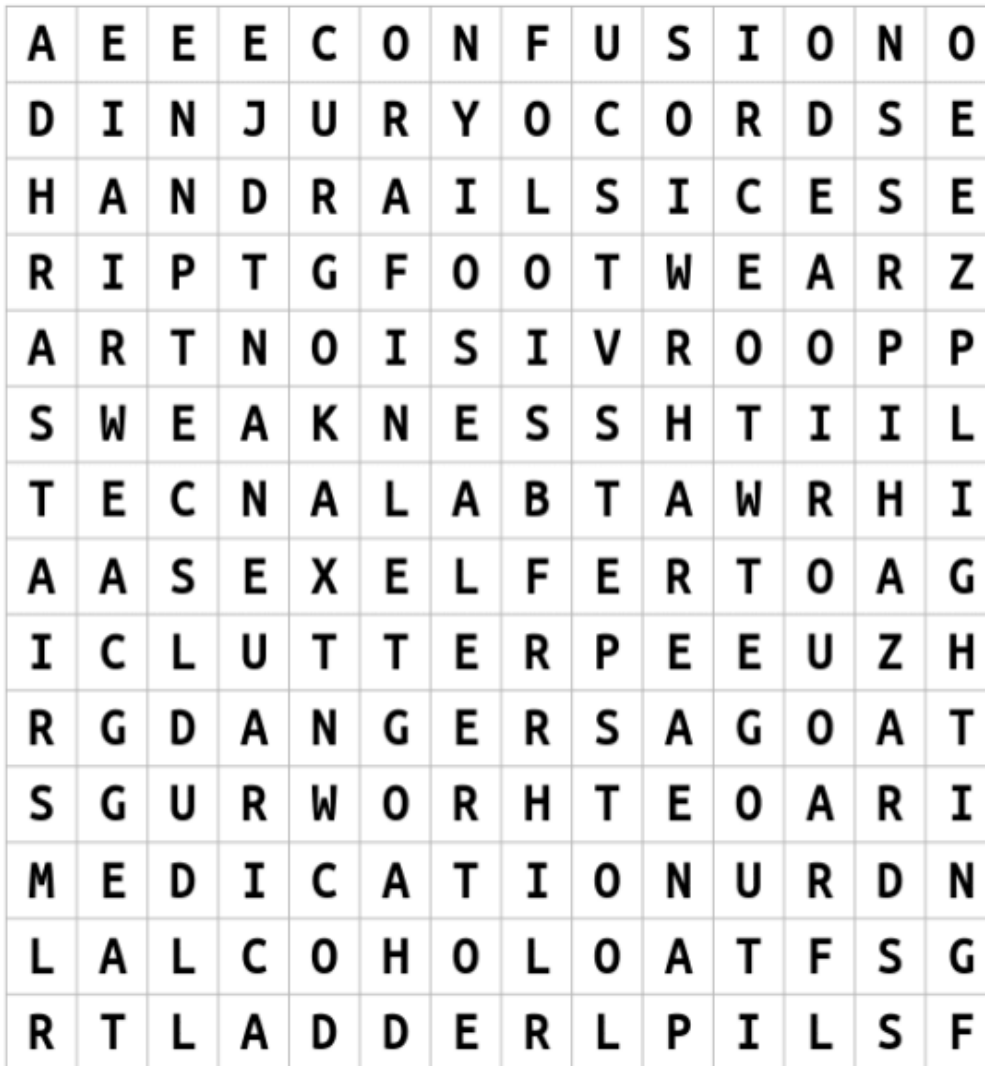 A E E E C O N F U S I O N O
D I N J U R Y O C O R D S E
H A N D R A I L S I C E S E
R I P T G F O O T W E A R Z
A R T N O I S I V R O O P P
S W E A K N E S S H T I I L
T E C N A L A B T A W R H I
A A S E X E L F E R T O A G
I C L U T T E R P E E U Z H
R G D A N G E R S A G O A T
S G U R W O R H T E O A R I
M E D I C A T I O N U R D N
L A L C O H O L O A T F S G
R T L A D D E R L P I L S F